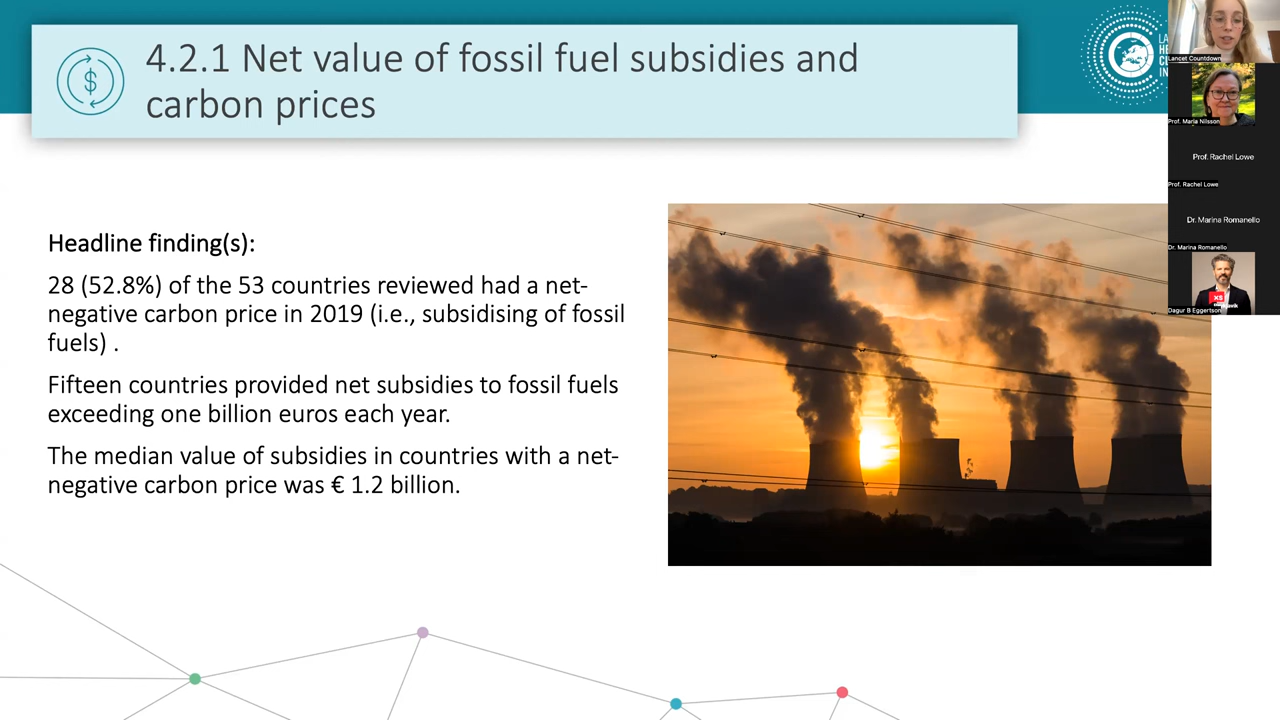 4.2.1 Net value of fossil fuel subsidies and
carbon prices
$
Headline finding(s):
28 (52.8%) of the 53 countries reviewed had a net-
negative carbon price in 2019 (i.e., subsidising of fossil
fuels) .
Fifteen countries provided net subsidies to fossil fuels
exceeding one billion euros each year.
The median value of subsidies in countries with a net-
negative carbon price was € 1.2 billion.
Lancet Countdown
Prof. Maria Nilsson
Prof. Rachel Lowe
Prof. Rachel Lowe
Dr. Marina Romanello
Dr. Marina Romanello
XS
Dagur B Eggertson